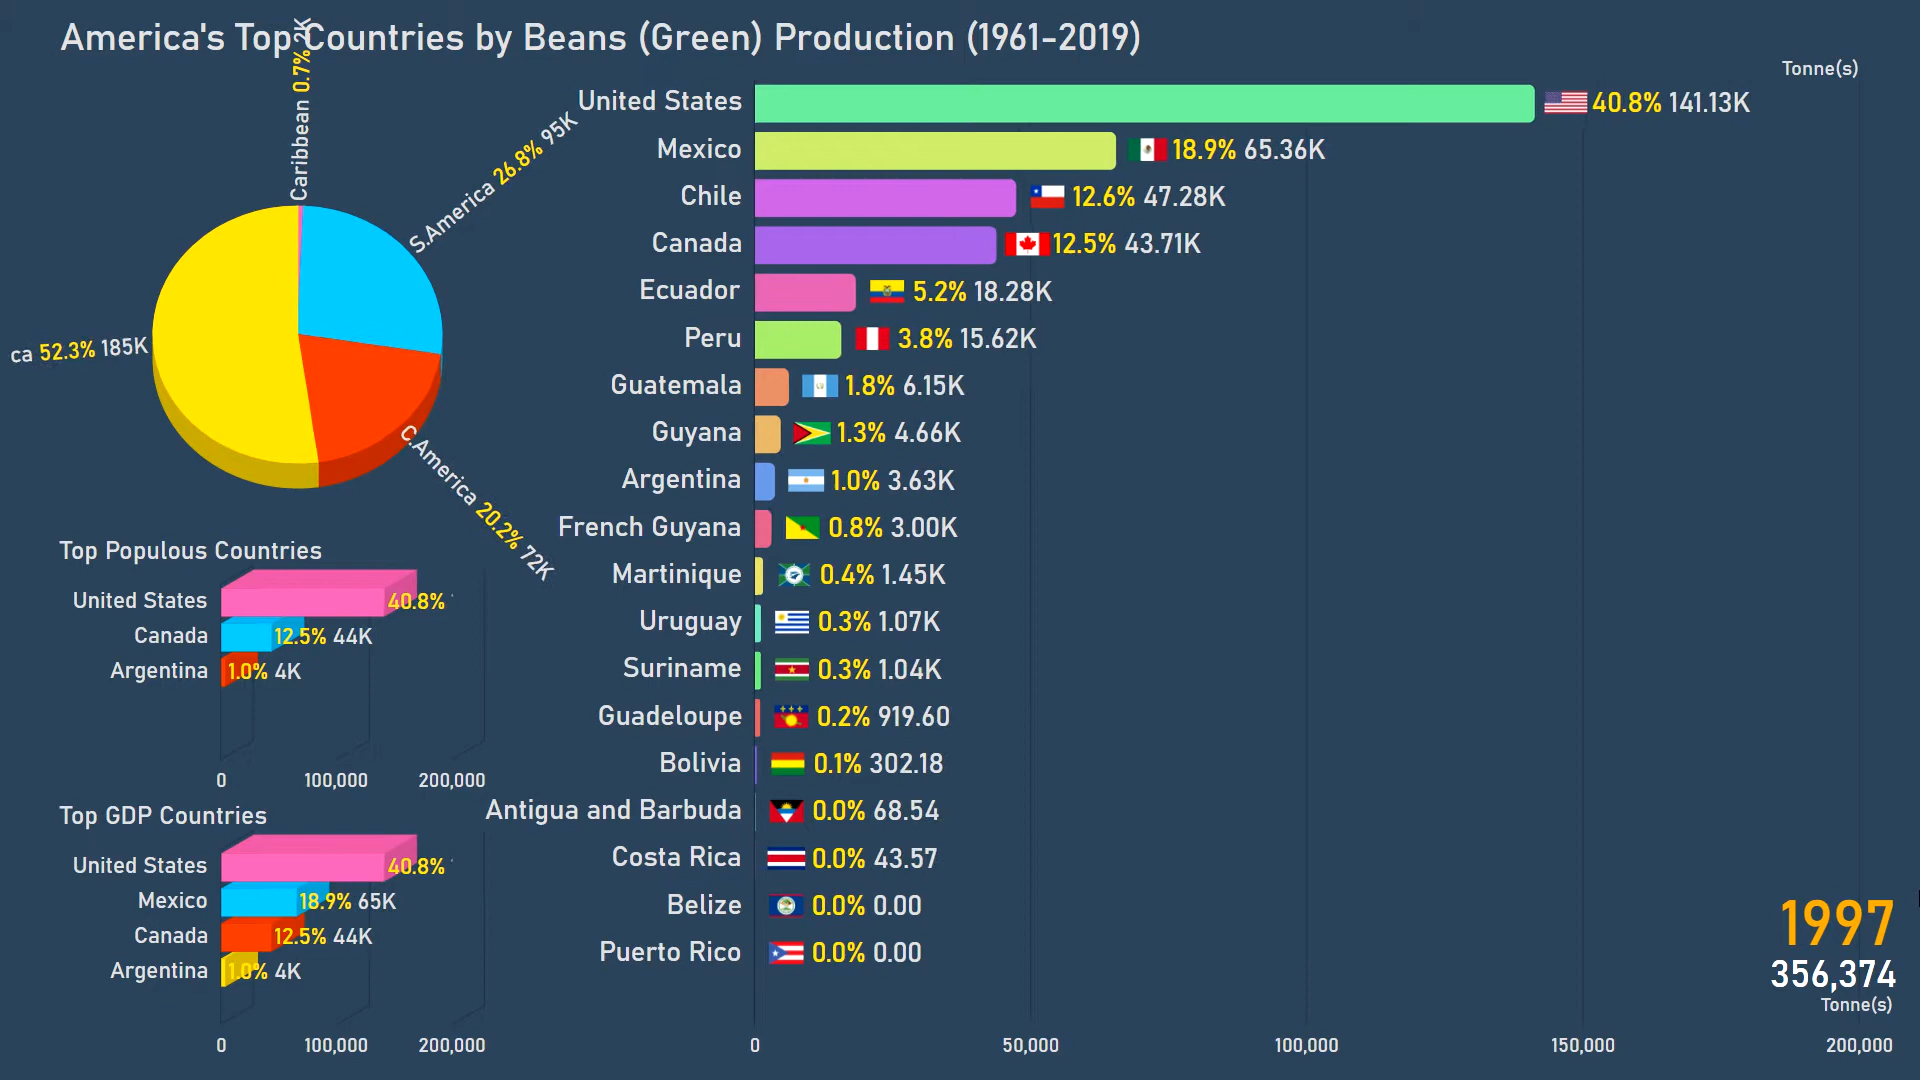 America's Top Countries by Beans (Green) Production (1961-2019)
Tonne(s)
Caribbean 0.7% 2K
S.America 26.8% 95K
ca 52.3% 185K
C.America 20.2% 72K
United States 40.8% 141.13K
Mexico 18.9% 65.36K
Chile 12.6% 47.28K
Canada 12.5% 43.71K
Ecuador 5.2% 18.28K
Peru 3.8% 15.62K
Guatemala 1.8% 6.15K
Guyana 1.3% 4.66K
Argentina 1.0% 3.63K
French Guyana 0.8% 3.00K
Martinique 0.4% 1.45K
Uruguay 0.3% 1.07K
Suriname 0.3% 1.04K
Guadeloupe 0.2% 919.60
Bolivia 0.1% 302.18
Antigua and Barbuda 0.0% 68.54
Costa Rica 0.0% 43.57
Belize 0.0% 0.00
Puerto Rico 0.0% 0.00
0 50,000 100,000 150,000 200,000
Top Populous Countries
United States 40.8%
Canada 12.5% 44K
Argentina 1.0% 4K
0 100,000 200,000
Top GDP Countries
United States 40.8%
Mexico 18.9% 65K
Canada 12.5% 44K
Argentina 1.0% 4K
0 100,000 200,000
1997
356,374
Tonne(s)